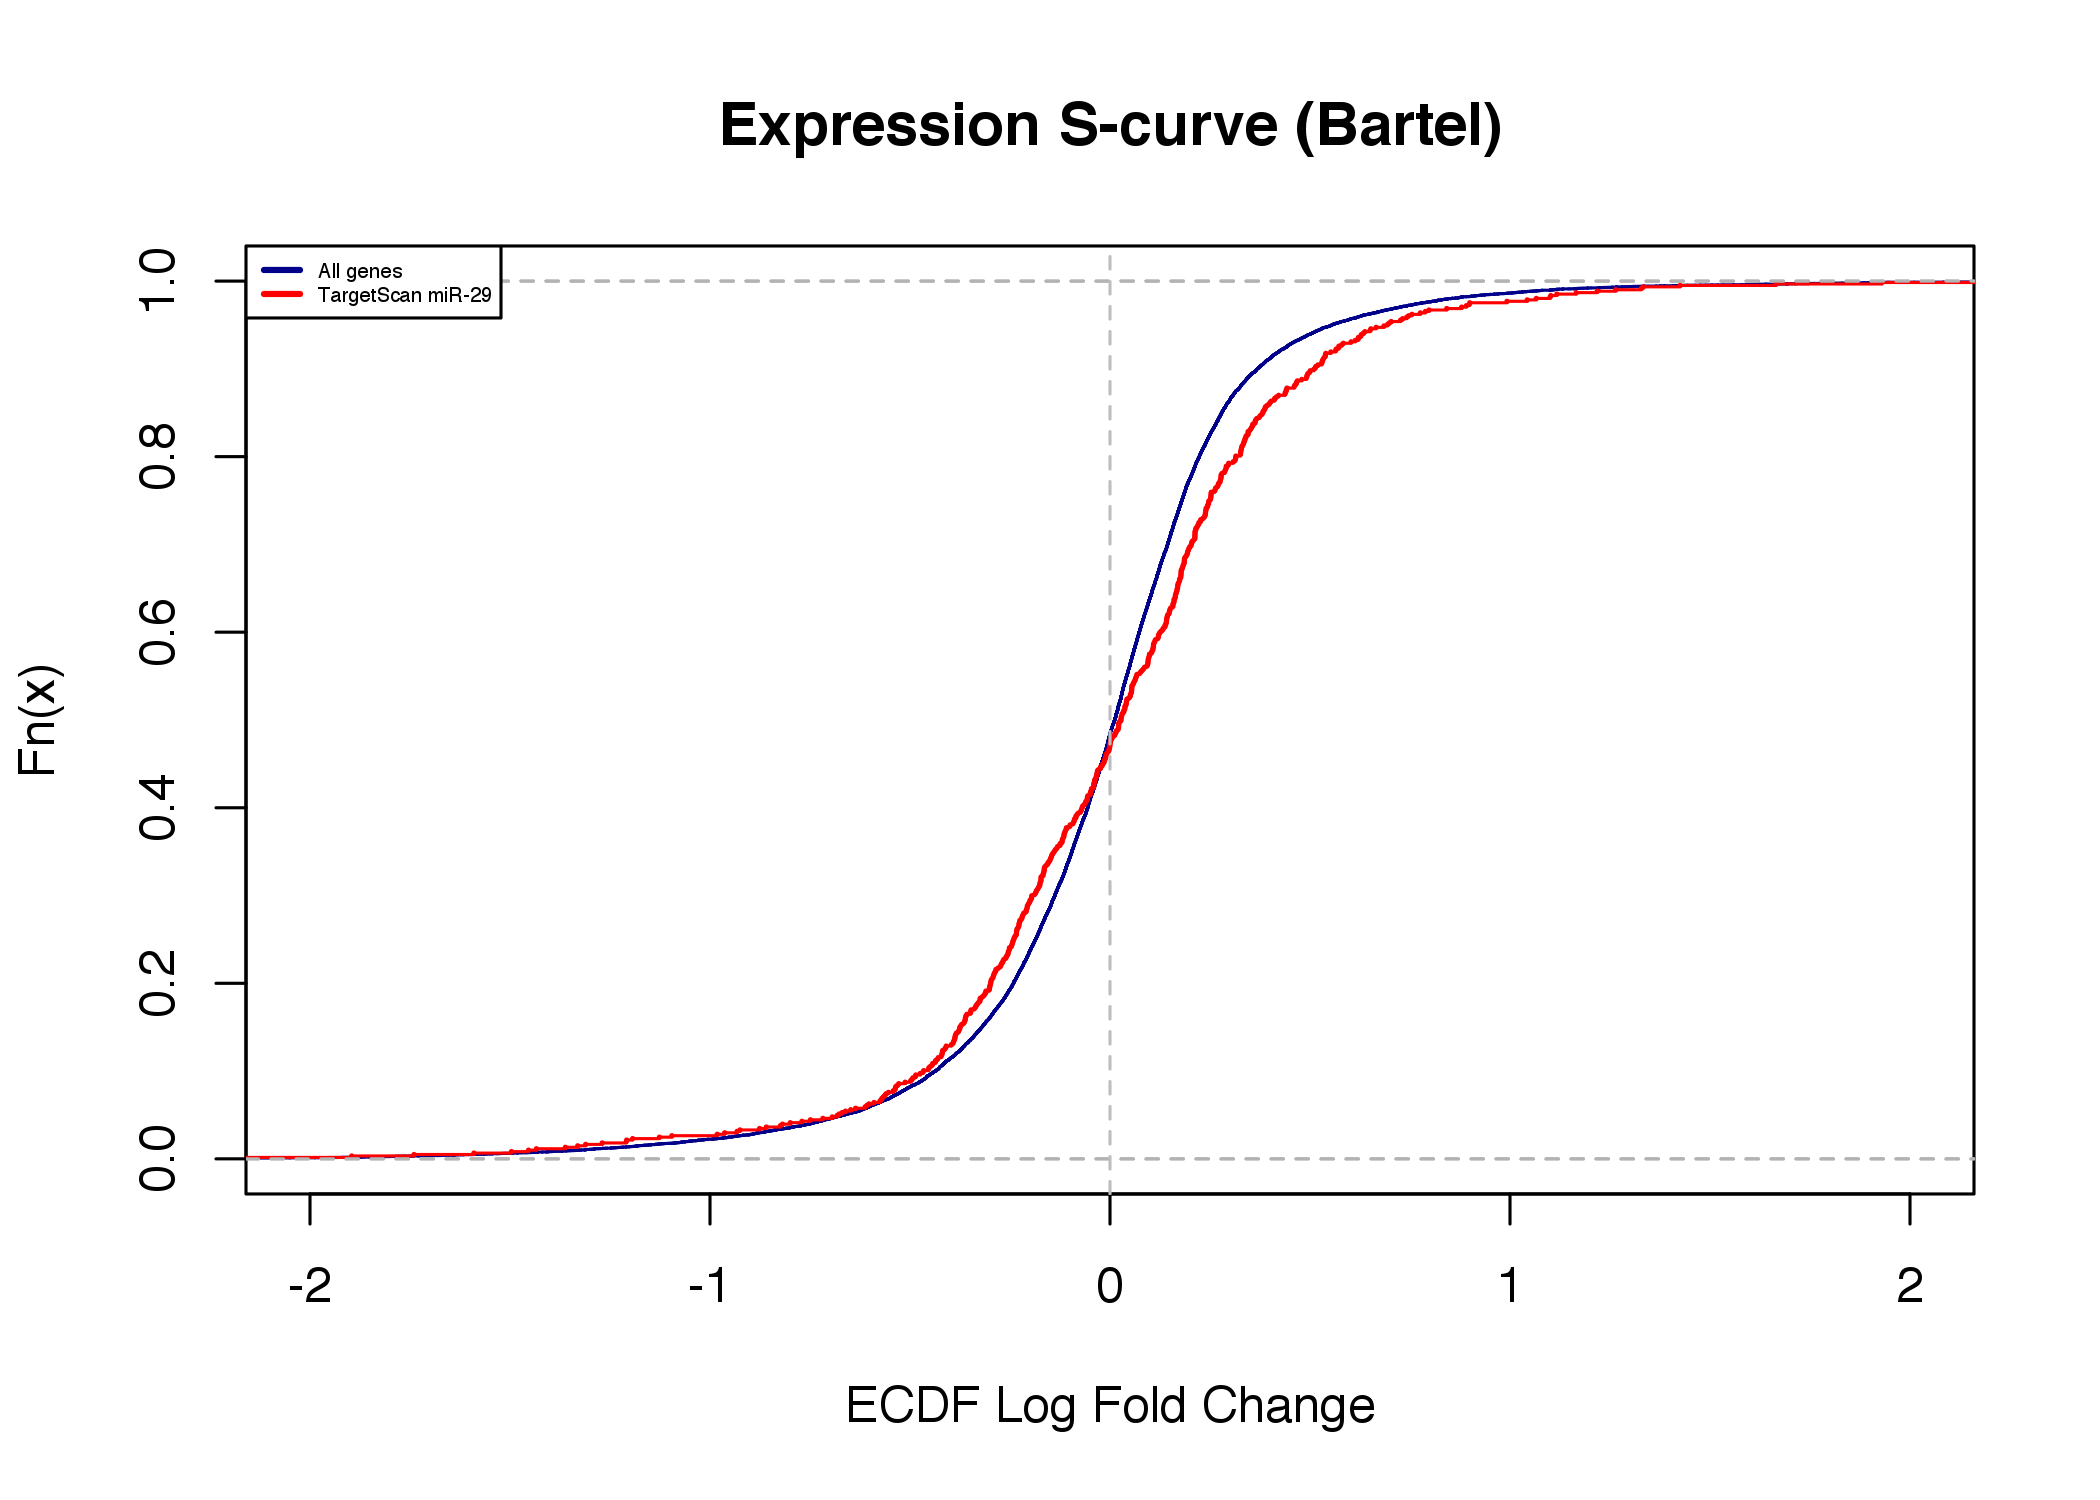 Expression S-curve (Bartel)
All genes
TargetScan miR-29
Fn(x)
1.0
0.8
0.6
0.4
0.2
0.0
-2 -1 0 1 2
ECDF Log Fold Change